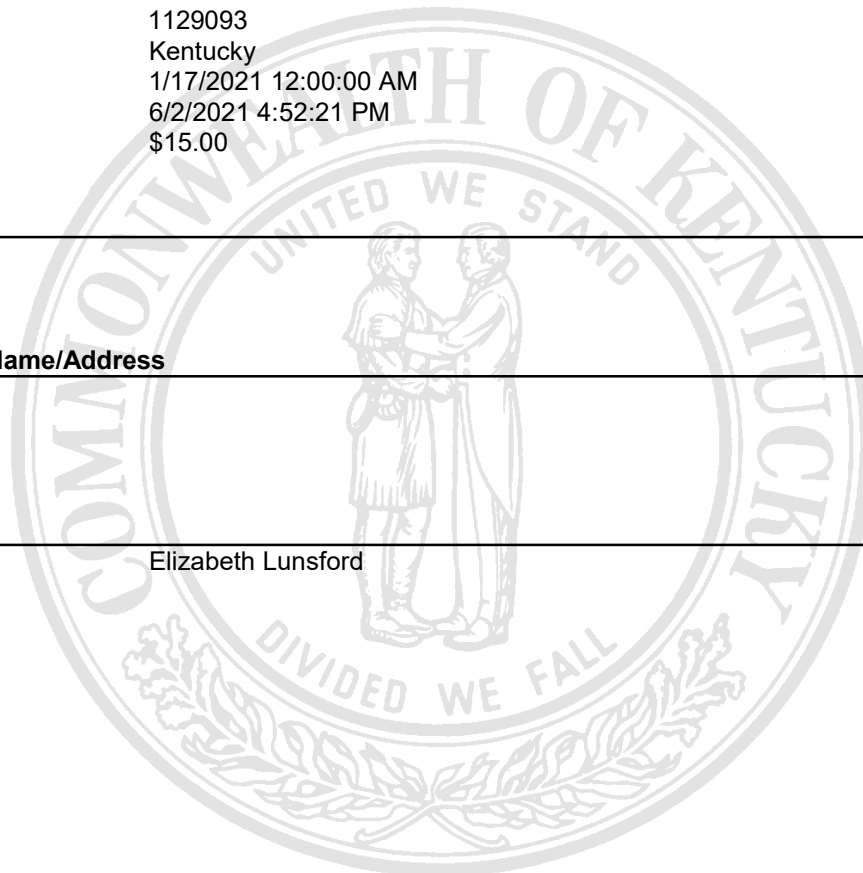 1129093
Kentucky
1/17/2021 12:00:00 AM
6/2/2021 4:52:21 PM
$15.00
COMMONWEALTH OF KENTUCKY
UNITED WE STAND
ame/Address
Elizabeth Lunsford
DIVIDED WE FALL